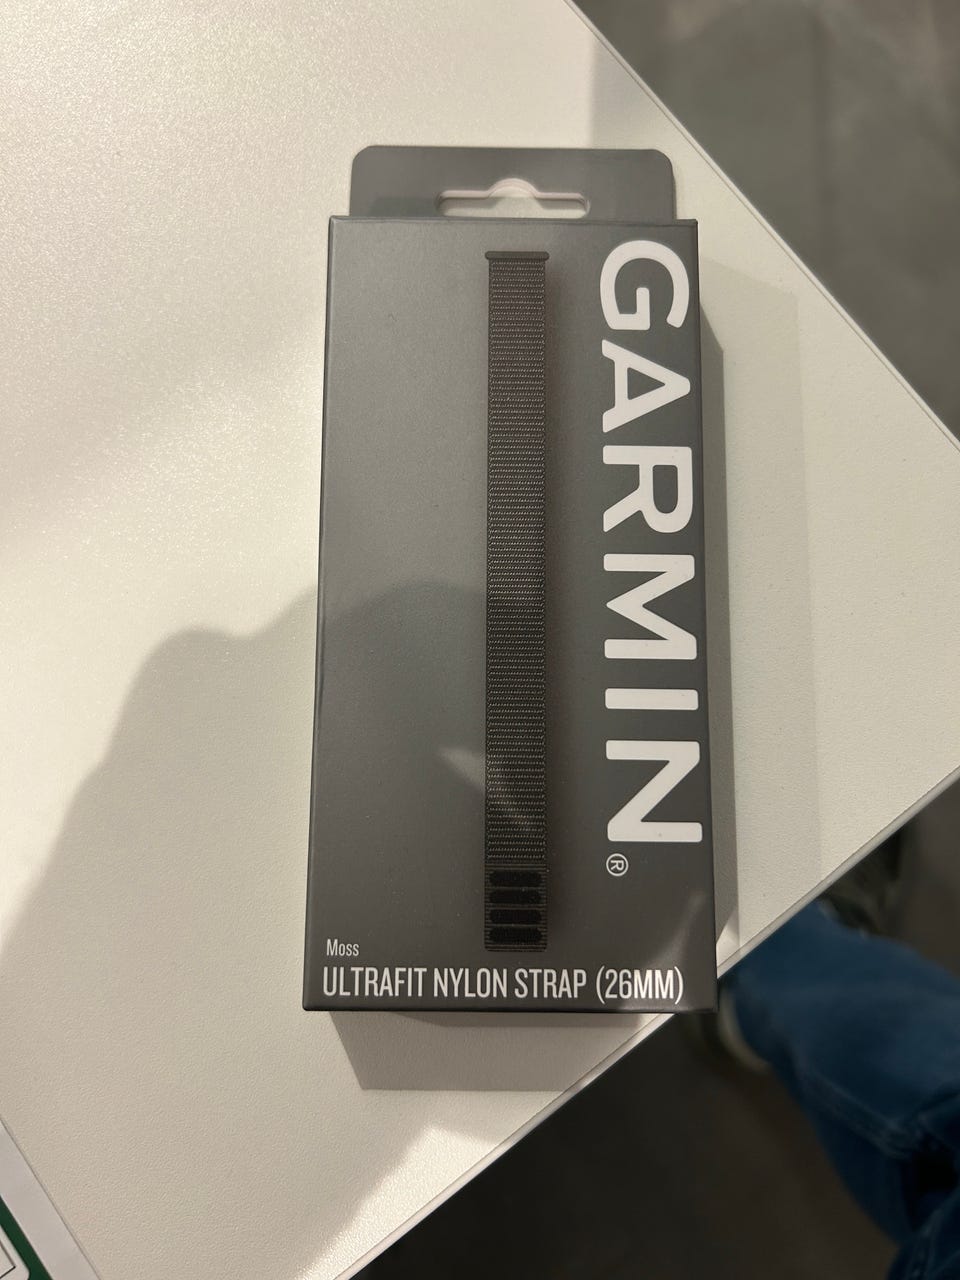 GARMIN®
Moss
ULTRAFIT NYLON STRAP (26MM)